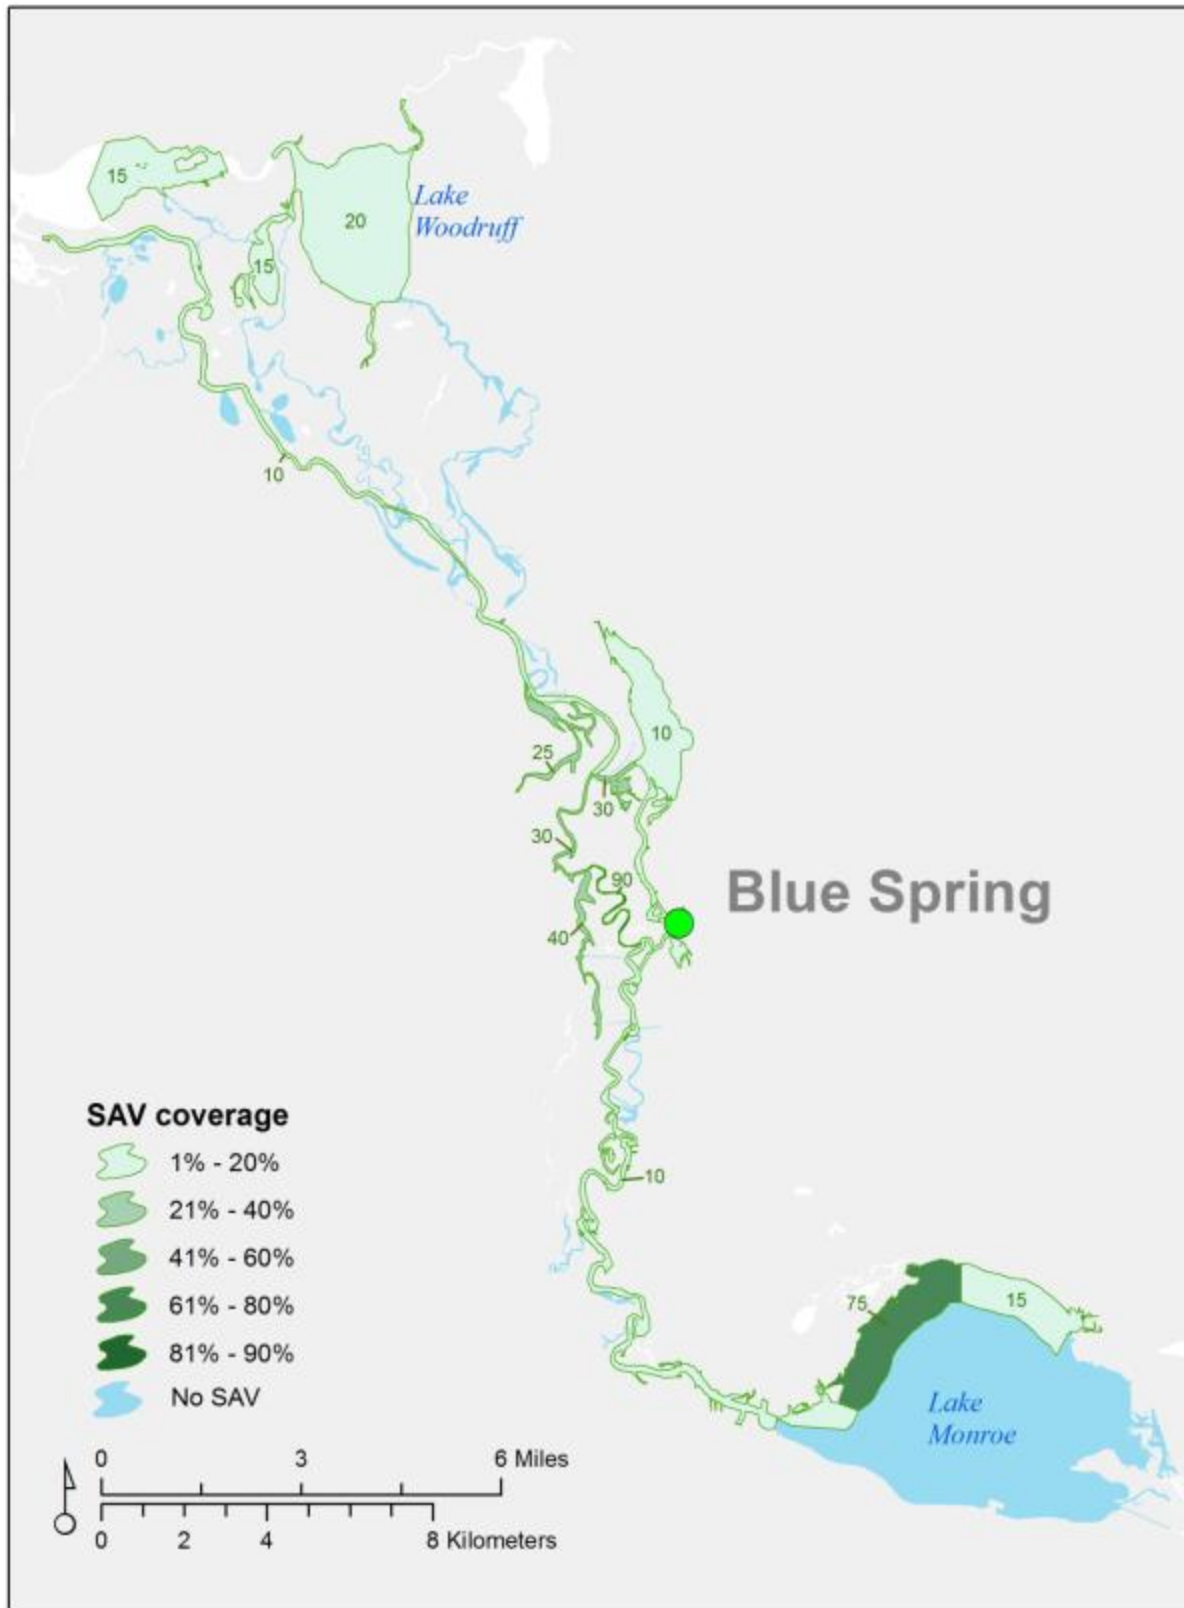 15
20
Lake
Woodruff
15
10
10
25
30
30
90
40
Blue Spring
10
SAV coverage
1% - 20%
21% - 40%
41% - 60%
61% - 80%
81% - 90%
No SAV
75
15
Lake
Monroe
0 3 6 Miles
0 2 4 8 Kilometers